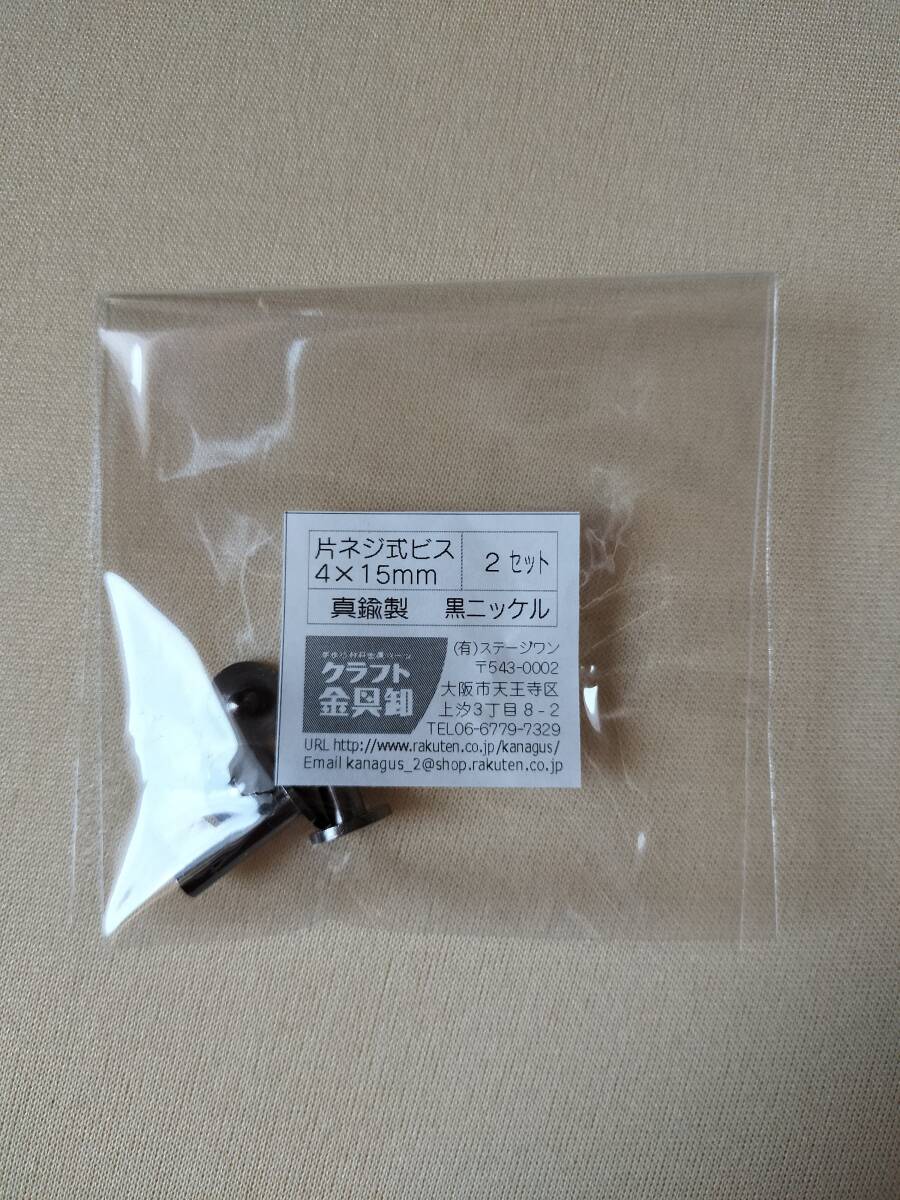 片ネジ式ビス
4×15mm
2 セット
真鍮製 黒ニッケル
クラフト
金具卸
(有)ステージワン
〒543-0002
大阪市天王寺区
上汐3丁目8-2
TEL06-6779-7329
URL http://www.rakuten.co.jp/kanagus/
Email kanagus_2@shop.rakuten.co.jp